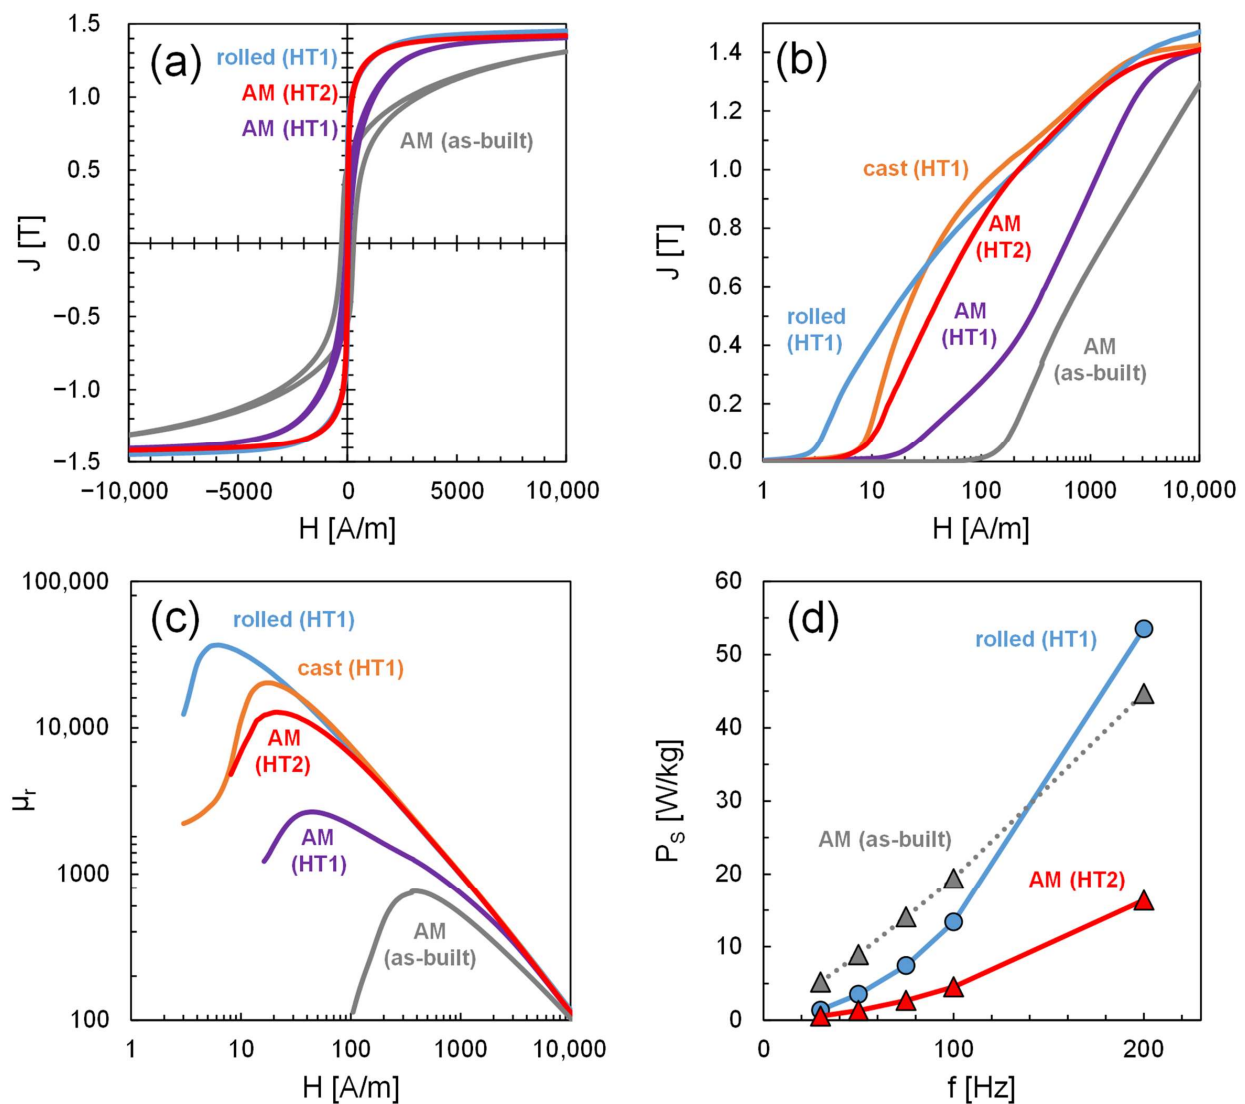 (a)
1.5
1.0
0.5
0.0
−0.5
−1.0
−1.5
J [T]
rolled (HT1)
AM (HT2)
AM (HT1)
AM (as-built)
−10,000
−5000
0
5000
10,000
H [A/m]
(b)
1.4
1.2
1.0
0.8
0.6
0.4
0.2
0.0
J [T]
cast (HT1)
AM
(HT2)
rolled
(HT1)
AM
(HT1)
AM
(as-built)
1
10
100
1000
10,000
H [A/m]
(c)
100,000
10,000
1000
100
μr
rolled (HT1)
cast (HT1)
AM
(HT2)
AM
(HT1)
AM
(as-built)
1
10
100
1000
10,000
H [A/m]
(d)
60
50
40
30
20
10
0
PS [W/kg]
rolled (HT1)
AM (as-built)
AM (HT2)
0
100
200
f [Hz]